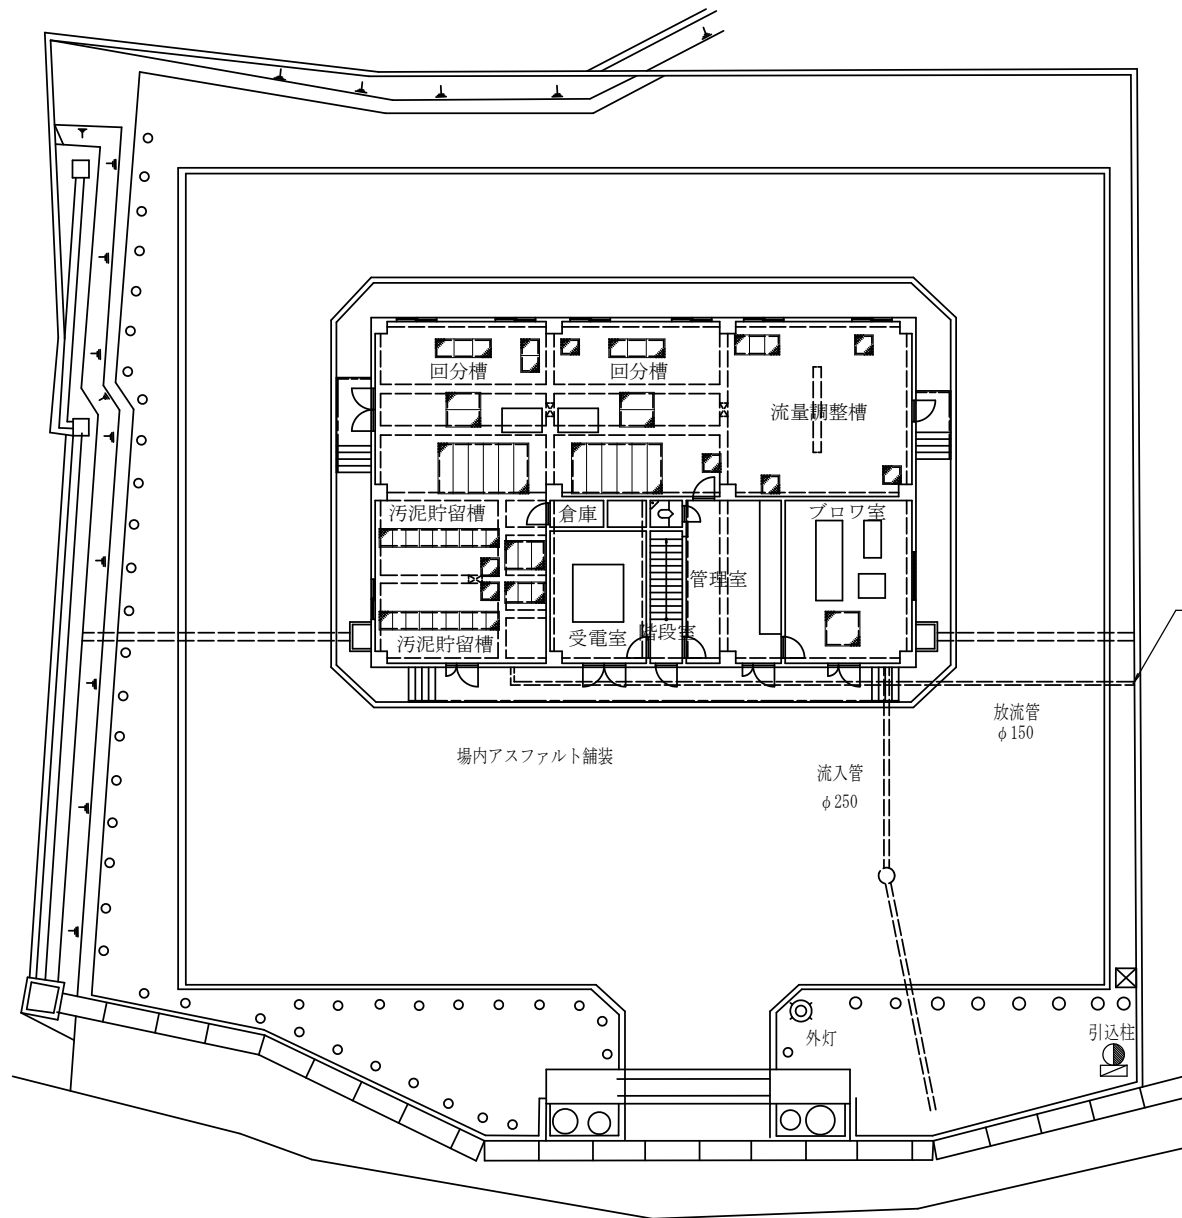 回分槽
回分槽
流量調整槽
汚泥貯留槽
倉庫
ブロワ室
管理室
汚泥貯留槽
受電室
階段室
放流管
φ150
場内アスファルト舗装
流入管
φ250
外灯
引込柱